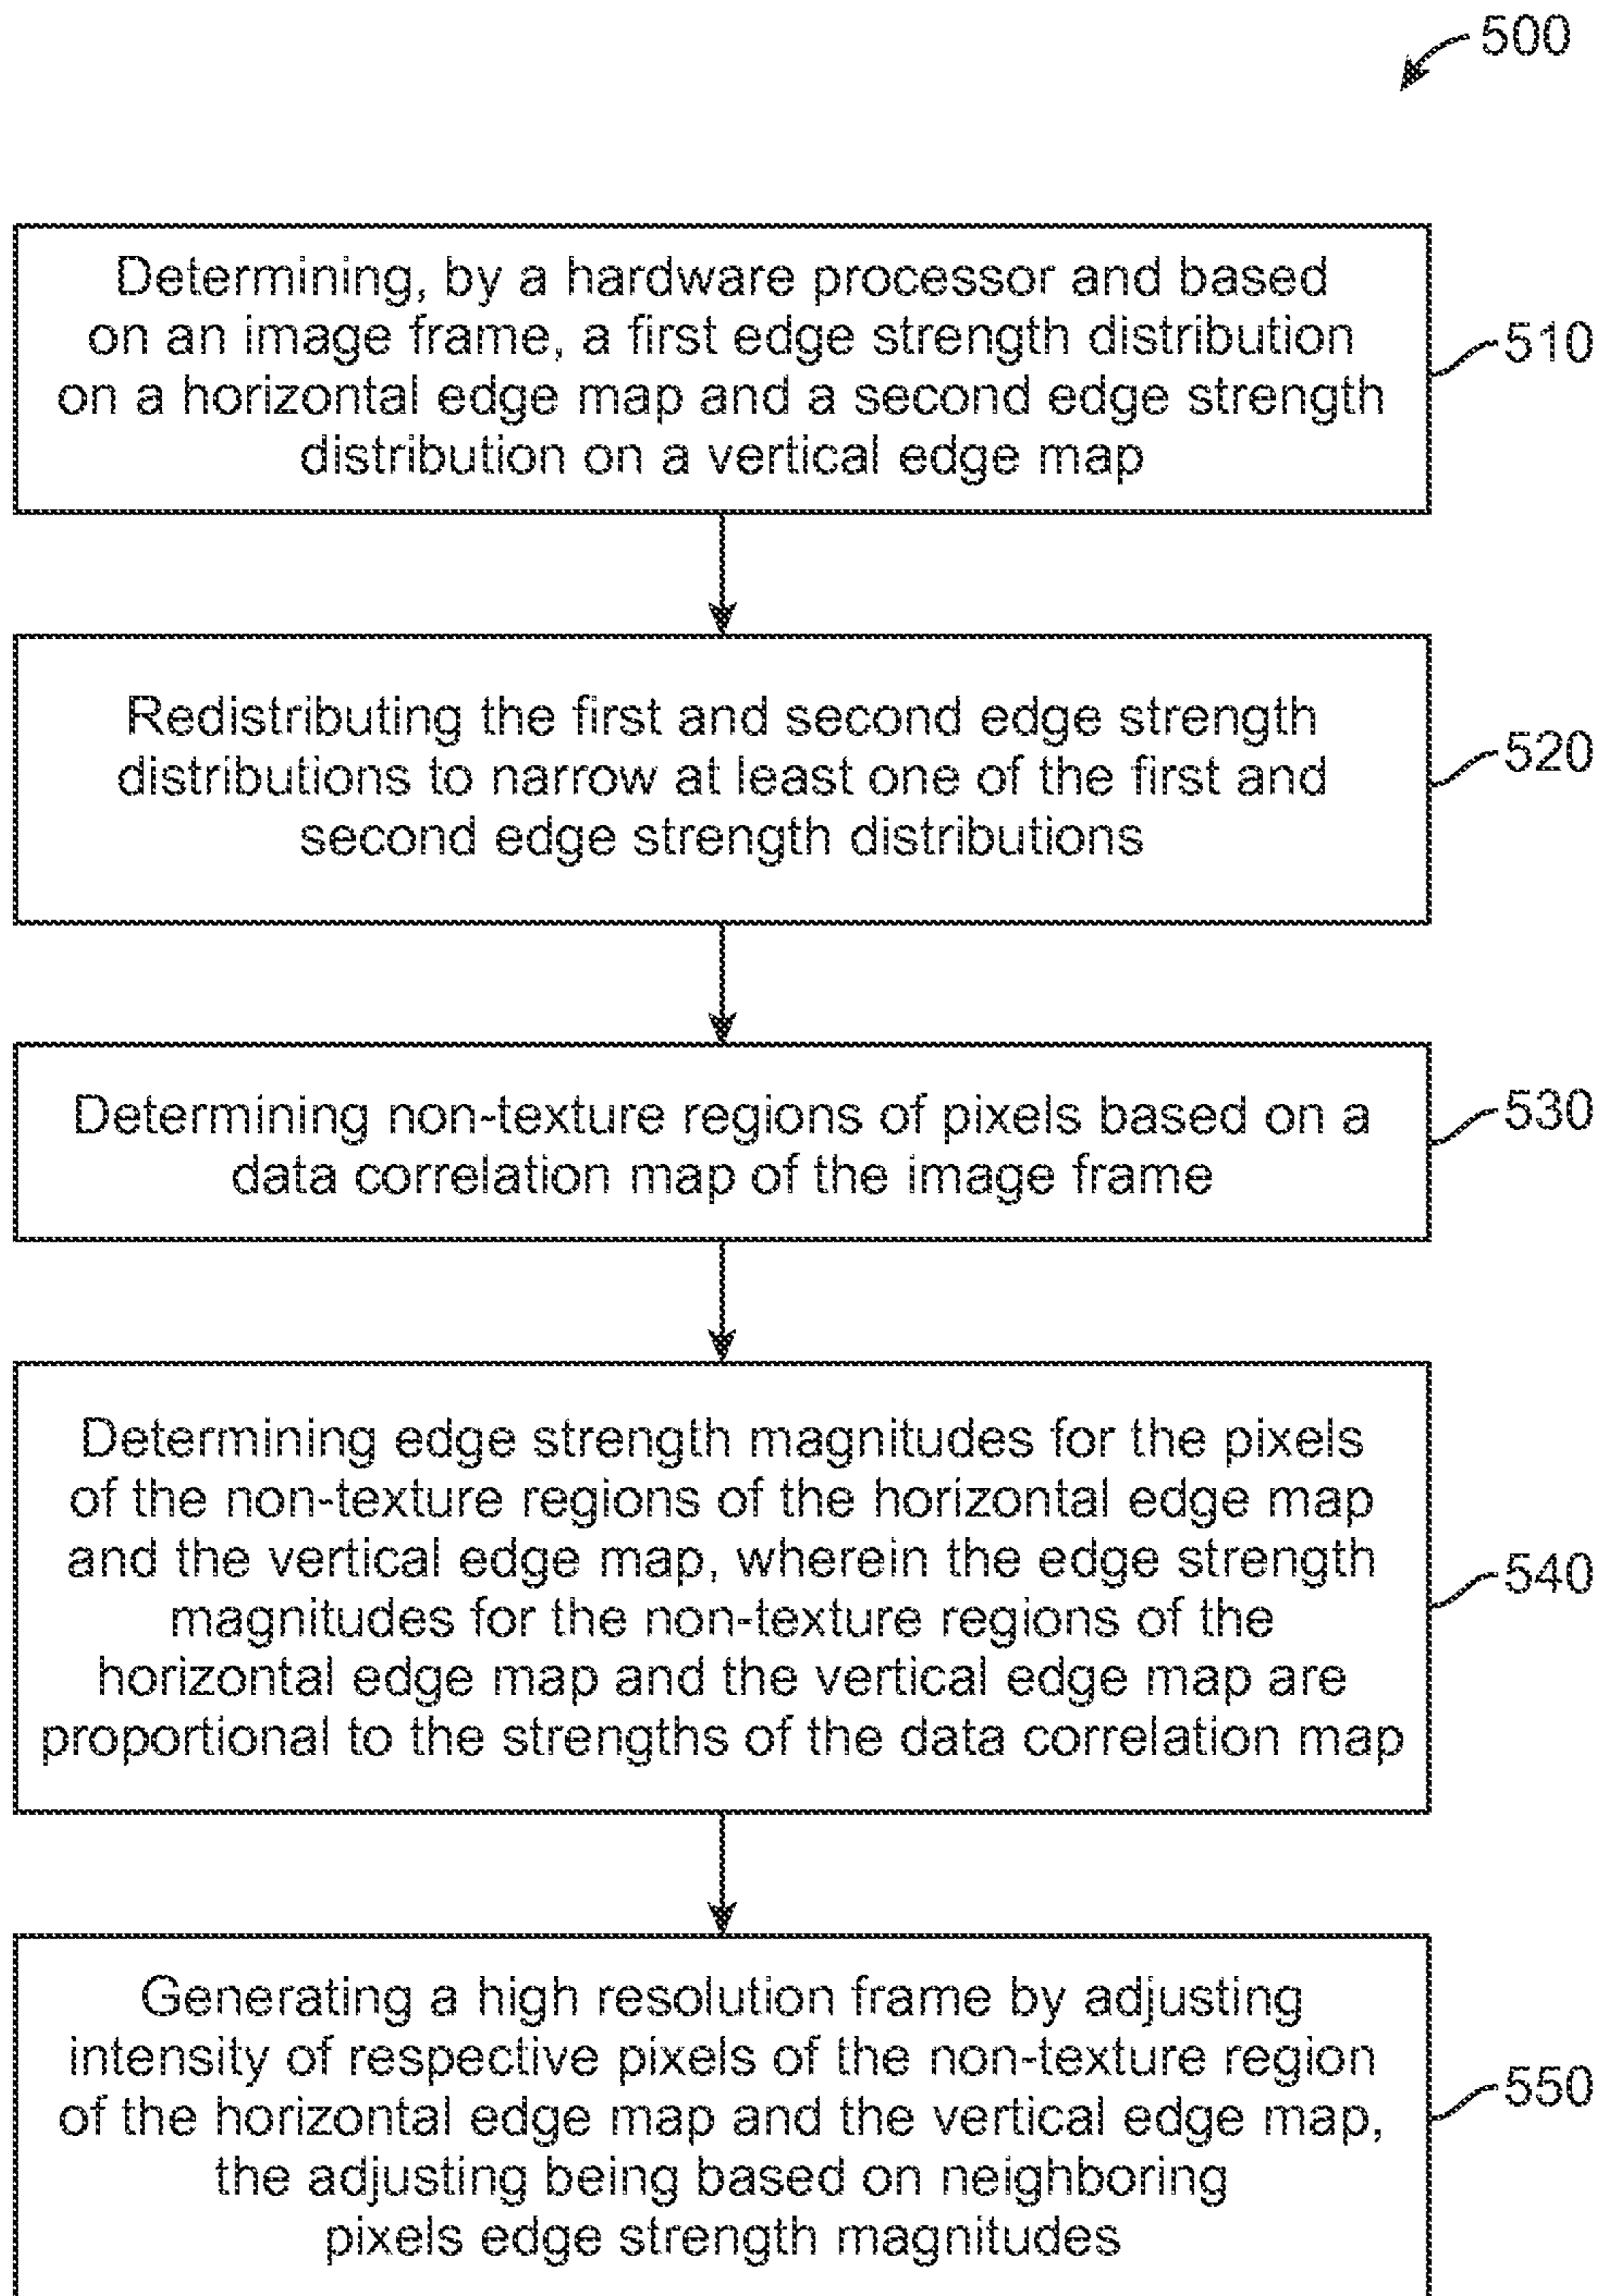 500
Determining, by a hardware processor and based
on an image frame, a first edge strength distribution
on a horizontal edge map and a second edge strength
distribution on a vertical edge map
510
Redistributing the first and second edge strength
distributions to narrow at least one of the first and
second edge strength distributions
520
Determining non-texture regions of pixels based on a
data correlation map of the image frame
530
Determining edge strength magnitudes for the pixels
of the non-texture regions of the horizontal edge map
and the vertical edge map, wherein the edge strength
magnitudes for the non-texture regions of the
horizontal edge map and the vertical edge map are
proportional to the strengths of the data correlation map
540
Generating a high resolution frame by adjusting
intensity of respective pixels of the non-texture region
of the horizontal edge map and the vertical edge map,
the adjusting being based on neighboring
pixels edge strength magnitudes
550